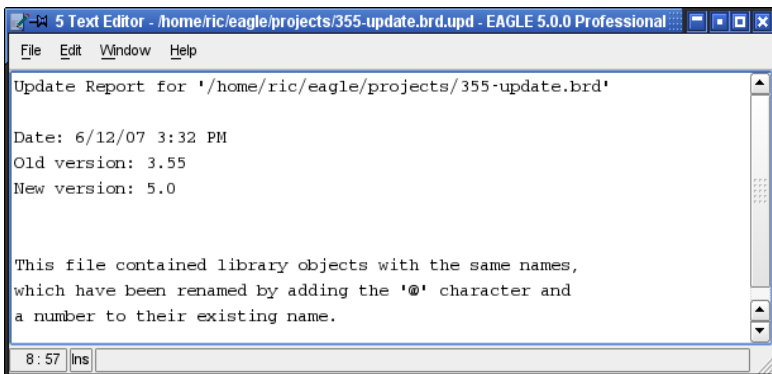 5 Text Editor - /home/ric/eagle/projects/355-update.brd.upd - EAGLE 5.0.0 Professional
File Edit Window Help
Update Report for '/home/ric/eagle/projects/355-update.brd'
Date: 6/12/07 3:32 PM
Old version: 3.55
New version: 5.0
This file contained library objects with the same names,
which have been renamed by adding the '@' character and
a number to their existing name.
8:57 Ins